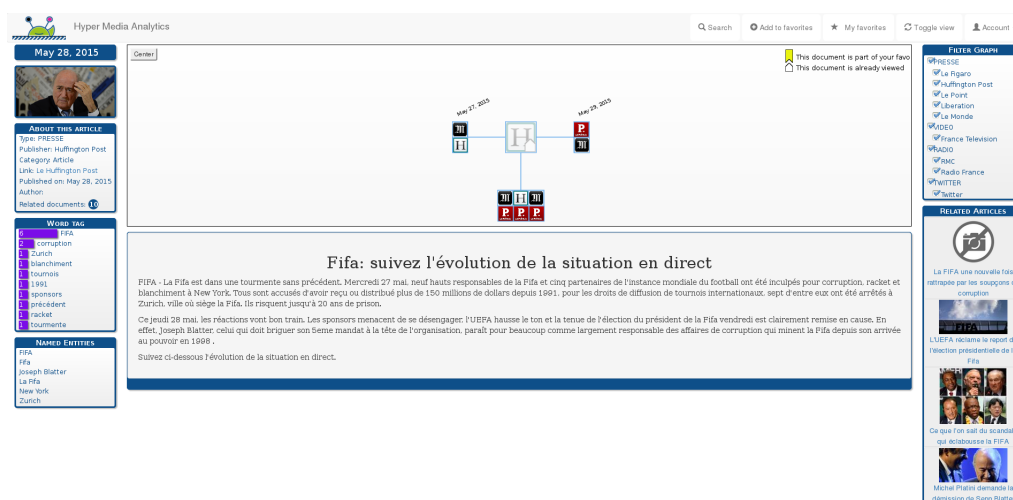 Hyper Media Analytics
Search
Add to favorites
My favorites
Toggle view
Account
May 28, 2015
ABOUT THIS ARTICLE
Type: PRESSE
Publisher: Huffington Post
Category: Article
Link: Le Huffington Post
Published on: May 28, 2015
Author:
Related documents: 10
WORD TAG
6 FIFA
2 corruption
1 Zurich
1 blanchiment
1 tournois
1 1991
1 sponsors
1 précédent
1 racket
1 tourmente
NAMED ENTITIES
FIFA
Fifa
Joseph Blatter
La Fifa
New York
Zurich
Center
This document is part of your favo
This document is already viewed
May 27, 2015
May 29, 2015
M
H
H
P
M
M H M
P P P
Fifa: suivez l'évolution de la situation en direct
FIFA - La Fifa est dans une tourmente sans précédent. Mercredi 27 mai, neuf hauts responsables de la Fifa et cinq partenaires de l'instance mondiale du football ont été inculpés pour corruption, racket et
blanchiment à New York. Tous sont accusés d'avoir reçu ou distribué plus de 150 millions de dollars depuis 1991, pour les droits de diffusion de tournois internationaux. sept d'entre eux ont été arrêtés à
Zurich, ville où siège la Fifa. Ils risquent jusqu'à 20 ans de prison.
Ce jeudi 28 mai, les réactions vont bon train. Les sponsors menacent de se désengager, l'UEFA hausse le ton et la tenue de l'élection du président de la Fifa vendredi est clairement remise en cause. En
effet, Joseph Blatter, celui qui doit briguer son 5eme mandat à la tête de l'organisation, paraît pour beaucoup comme largement responsable des affaires de corruption qui minent la Fifa depuis son arrivée
au pouvoir en 1998 .
Suivez ci-dessous l'évolution de la situation en direct.
FILTER GRAPH
PRESSE
Le Figaro
Huffington Post
Le Point
Liberation
Le Monde
VIDEO
France Television
RADIO
RMC
Radio France
TWITTER
Twitter
RELATED ARTICLES
La FIFA une nouvelle fois
rattrapée par les soupçons
corruption
L'UEFA réclame le report d
l'élection présidentielle de l
Fifa
Ce que l'on sait du scandal
qui éclabousse la FIFA
Michel Platini demande la
démission de Sepp Blatte